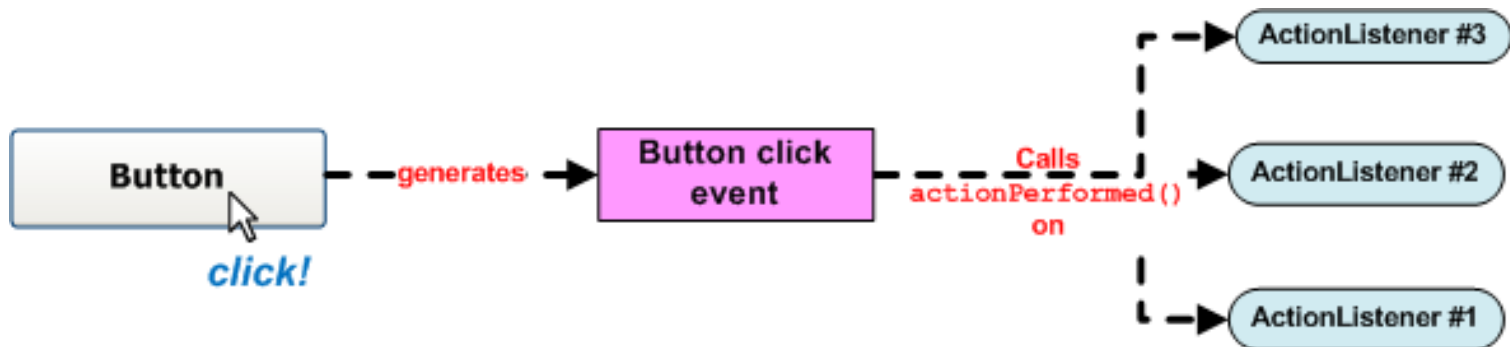 Button
click!
generates
Button click
event
Calls
actionPerformed()
on
ActionListener #3
ActionListener #2
ActionListener #1